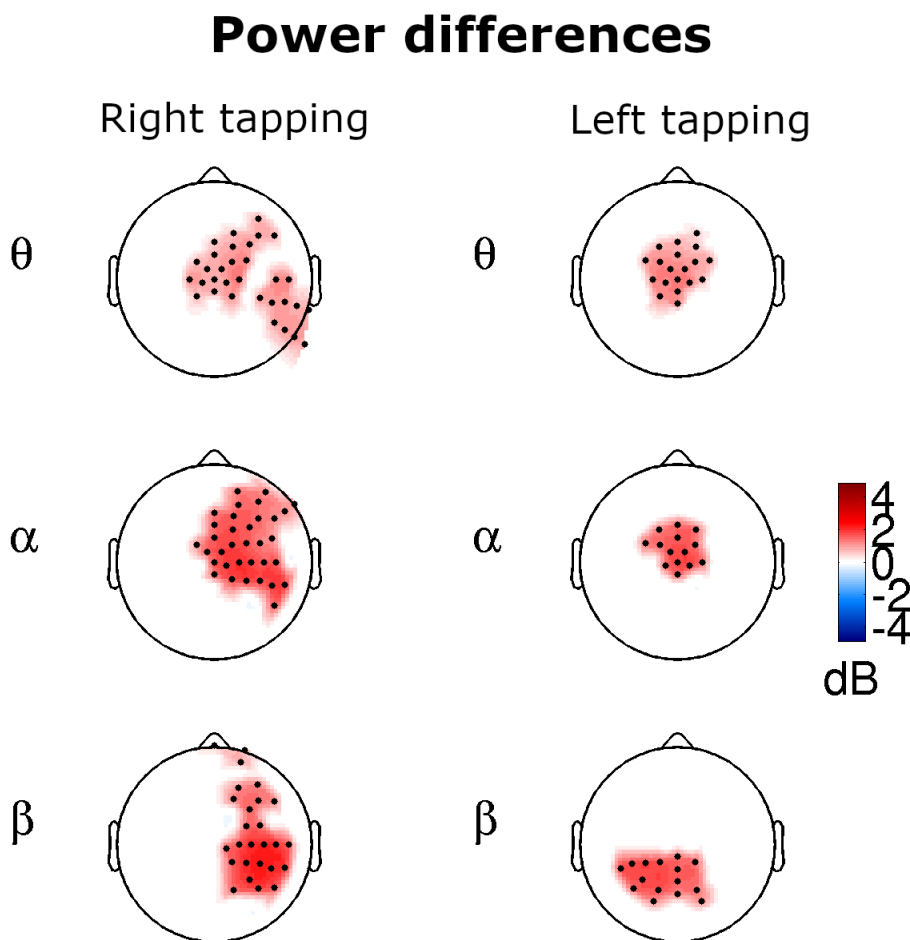 Power differences
Right tapping
Left tapping
θ
θ
α
α
4
2
0
-2
-4
dB
β
β